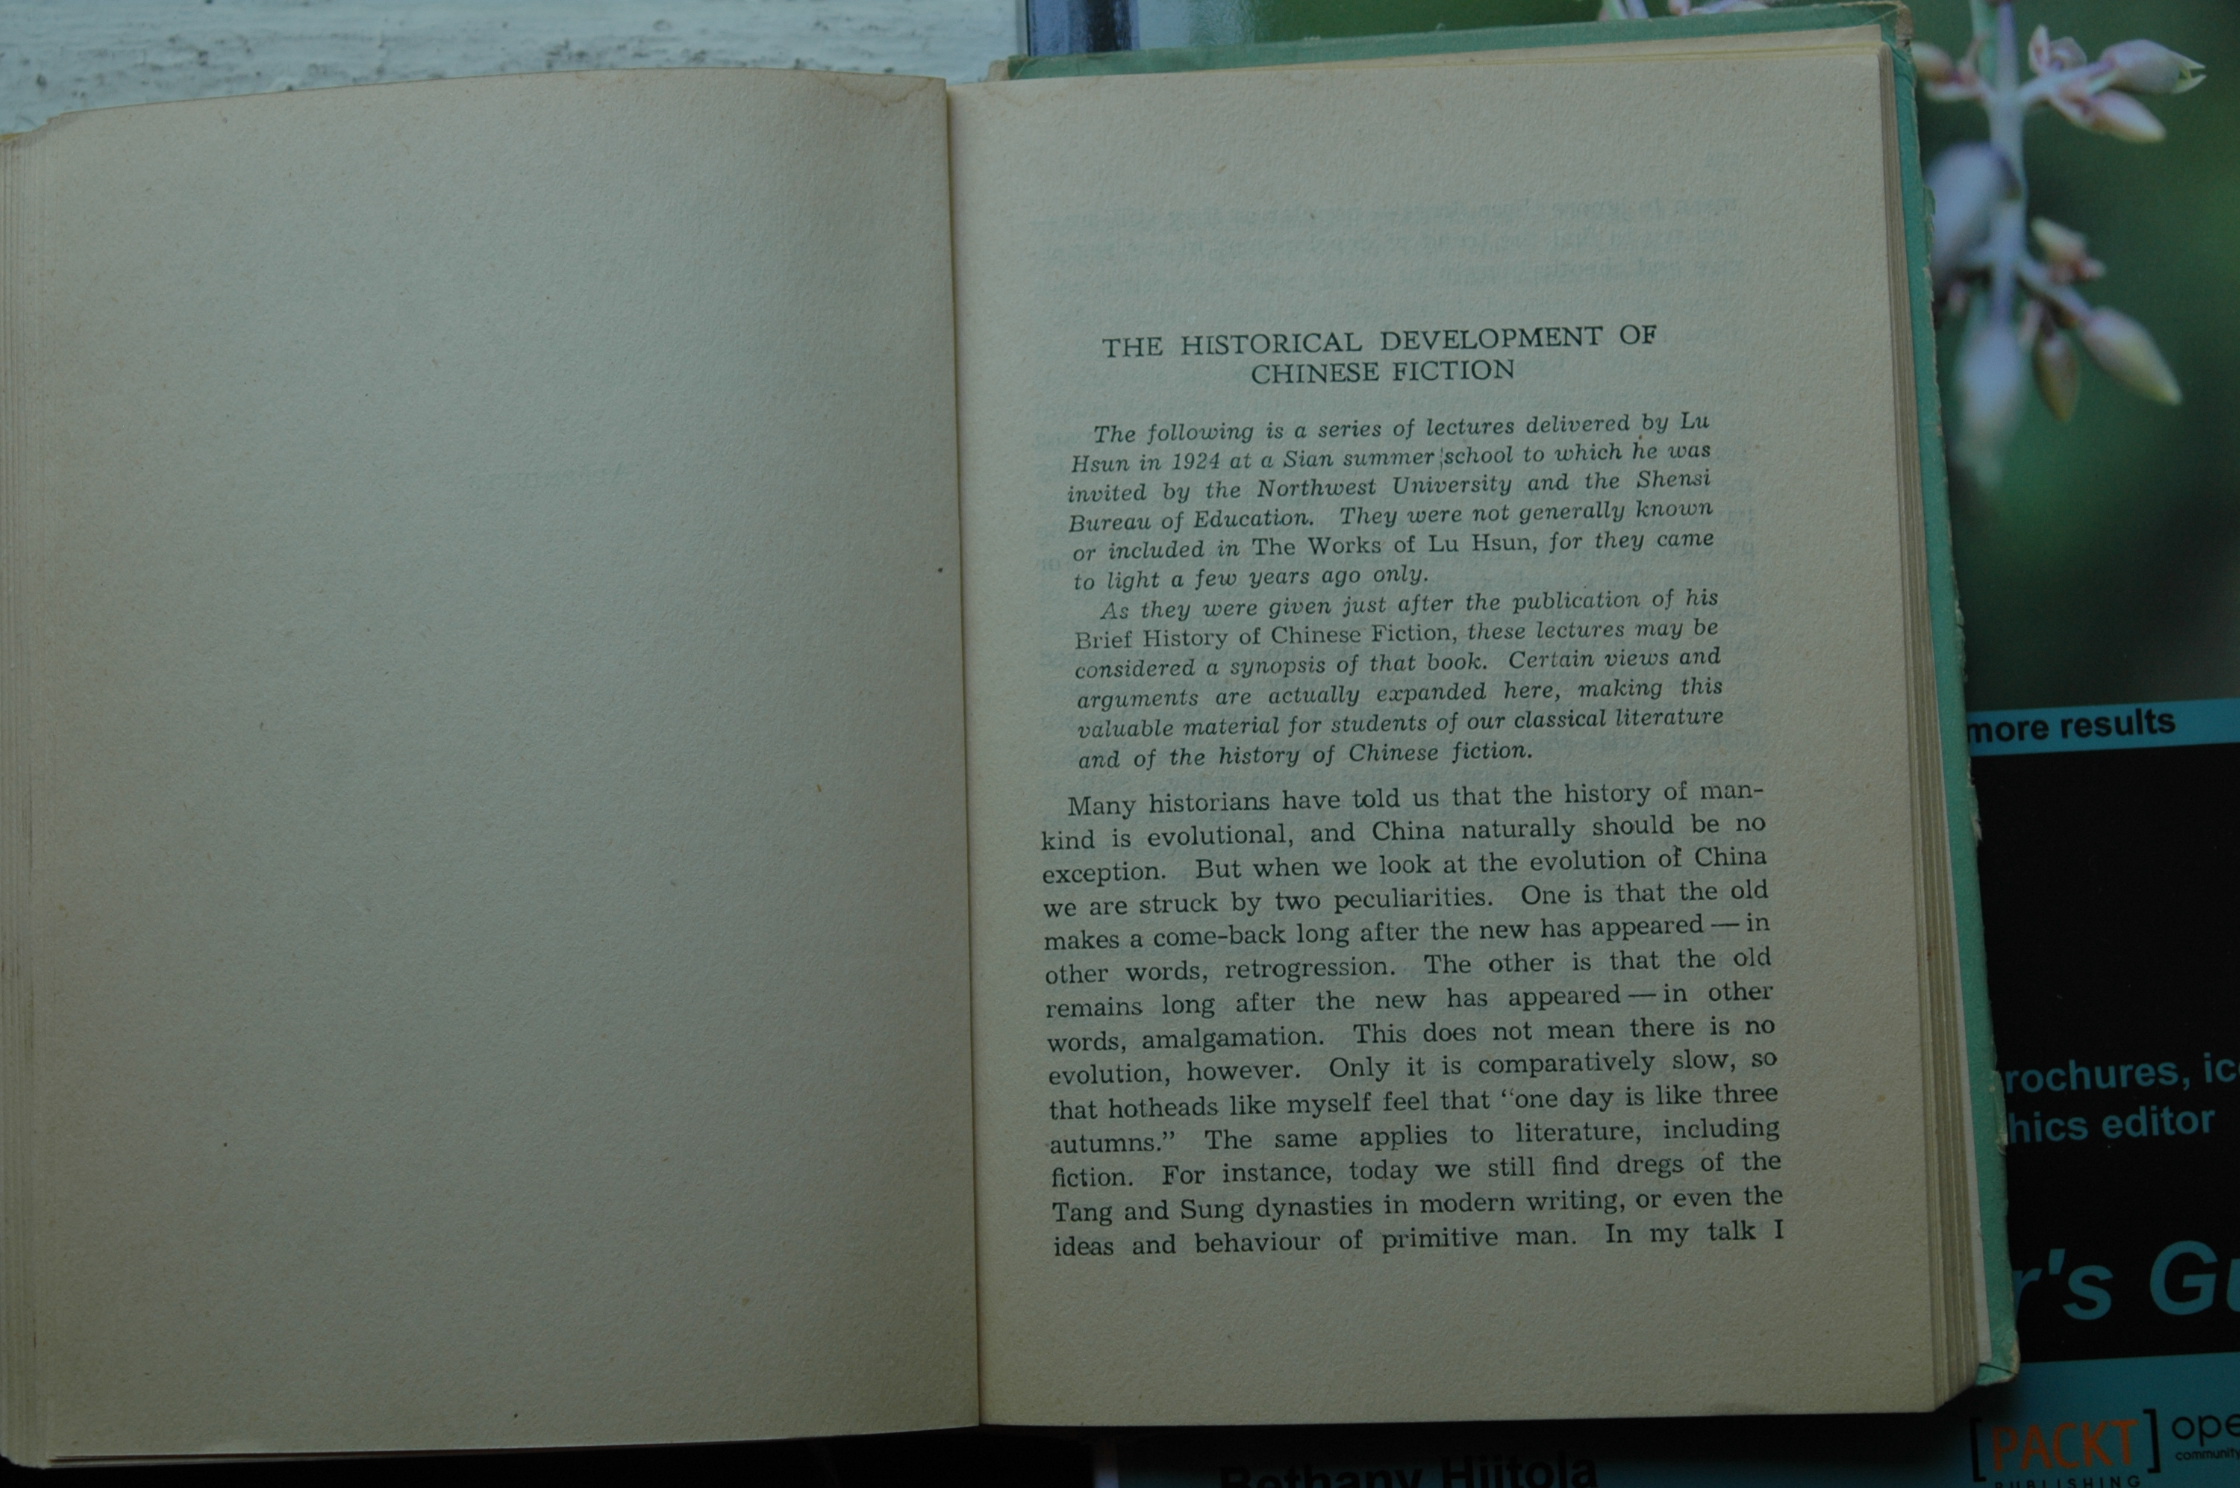 THE HISTORICAL DEVELOPMENT OF
CHINESE FICTION
The following is a series of lectures delivered by Lu
Hsun in 1924 at a Sian summer school to which he was
invited by the Northwest University and the Shensi
Bureau of Education. They were not generally known
or included in The Works of Lu Hsun, for they came
to light a few years ago only.
As they were given just after the publication of his
Brief History of Chinese Fiction, these lectures may be
considered a synopsis of that book. Certain views and
arguments are actually expanded here, making this
valuable material for students of our classical literature
and of the history of Chinese fiction.
Many historians have told us that the history of man-
kind is evolutional, and China naturally should be no
exception. But when we look at the evolution of China
we are struck by two peculiarities. One is that the old
makes a come-back long after the new has appeared — in
other words, retrogression. The other is that the old
remains long after the new has appeared — in other
words, amalgamation. This does not mean there is no
evolution, however. Only it is comparatively slow, so
that hotheads like myself feel that "one day is like three
autumns." The same applies to literature, including
fiction. For instance, today we still find dregs of the
Tang and Sung dynasties in modern writing, or even the
ideas and behaviour of primitive man. In my talk I
more results
rochures, ic
hics editor
r's Gu
[PACKT]
PUBLISHING
ope
community
Bethany Hiitola